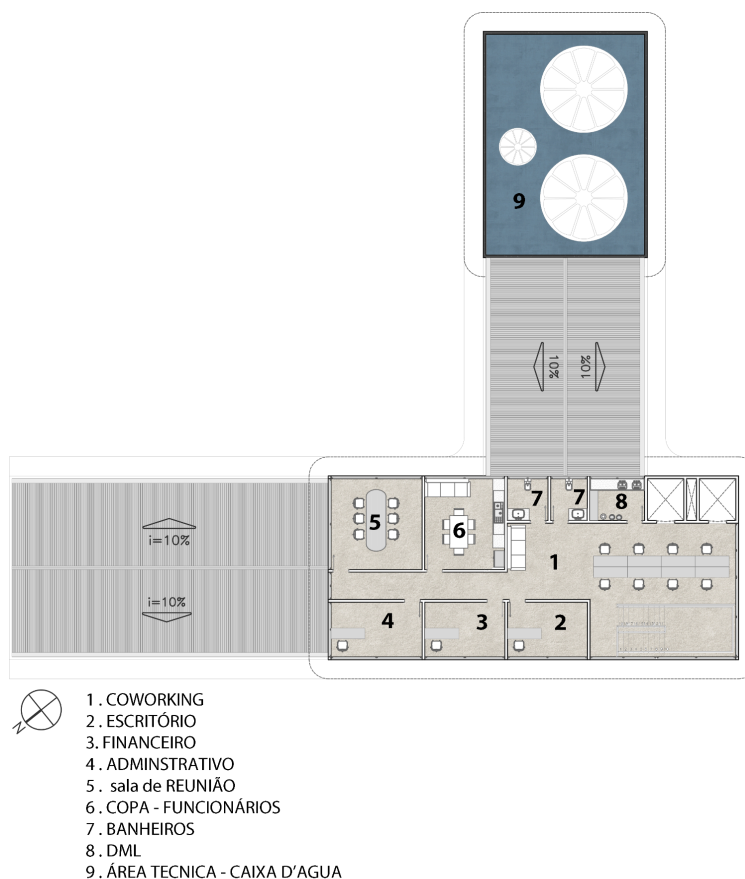 9
10%
10%
7
7
8
5
6
i=10%
1
i=10%
4
3
2
N
1 . COWORKING
2 . ESCRITÓRIO
3. FINANCEIRO
4 . ADMINSTRATIVO
5 . sala de REUNIÃO
6 . COPA - FUNCIONÁRIOS
7 . BANHEIROS
8 . DML
9 . ÁREA TECNICA - CAIXA D'AGUA